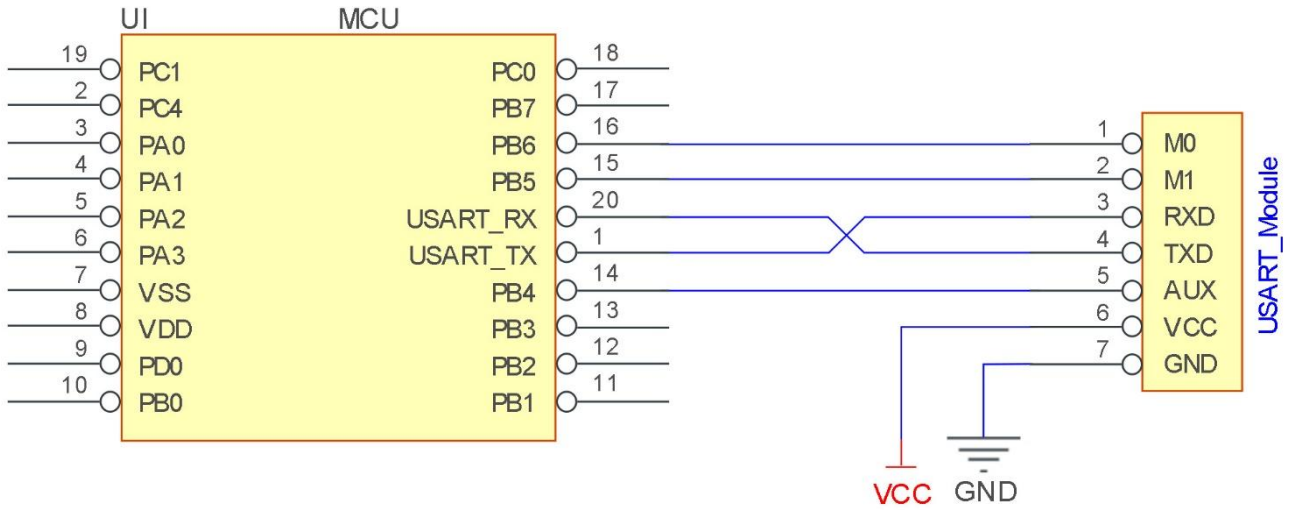 UI MCU
19 PC1 PC0 18
2 PC4 PB7 17
3 PA0 PB6 16 1 M0
4 PA1 PB5 15 2 M1
5 PA2 USART_RX 20 3 RXD
6 PA3 USART_TX 1 4 TXD
7 VSS PB4 14 5 AUX
8 VDD PB3 13 6 VCC
9 PD0 PB2 12 7 GND
10 PB0 PB1 11
USART_Module
VCC GND